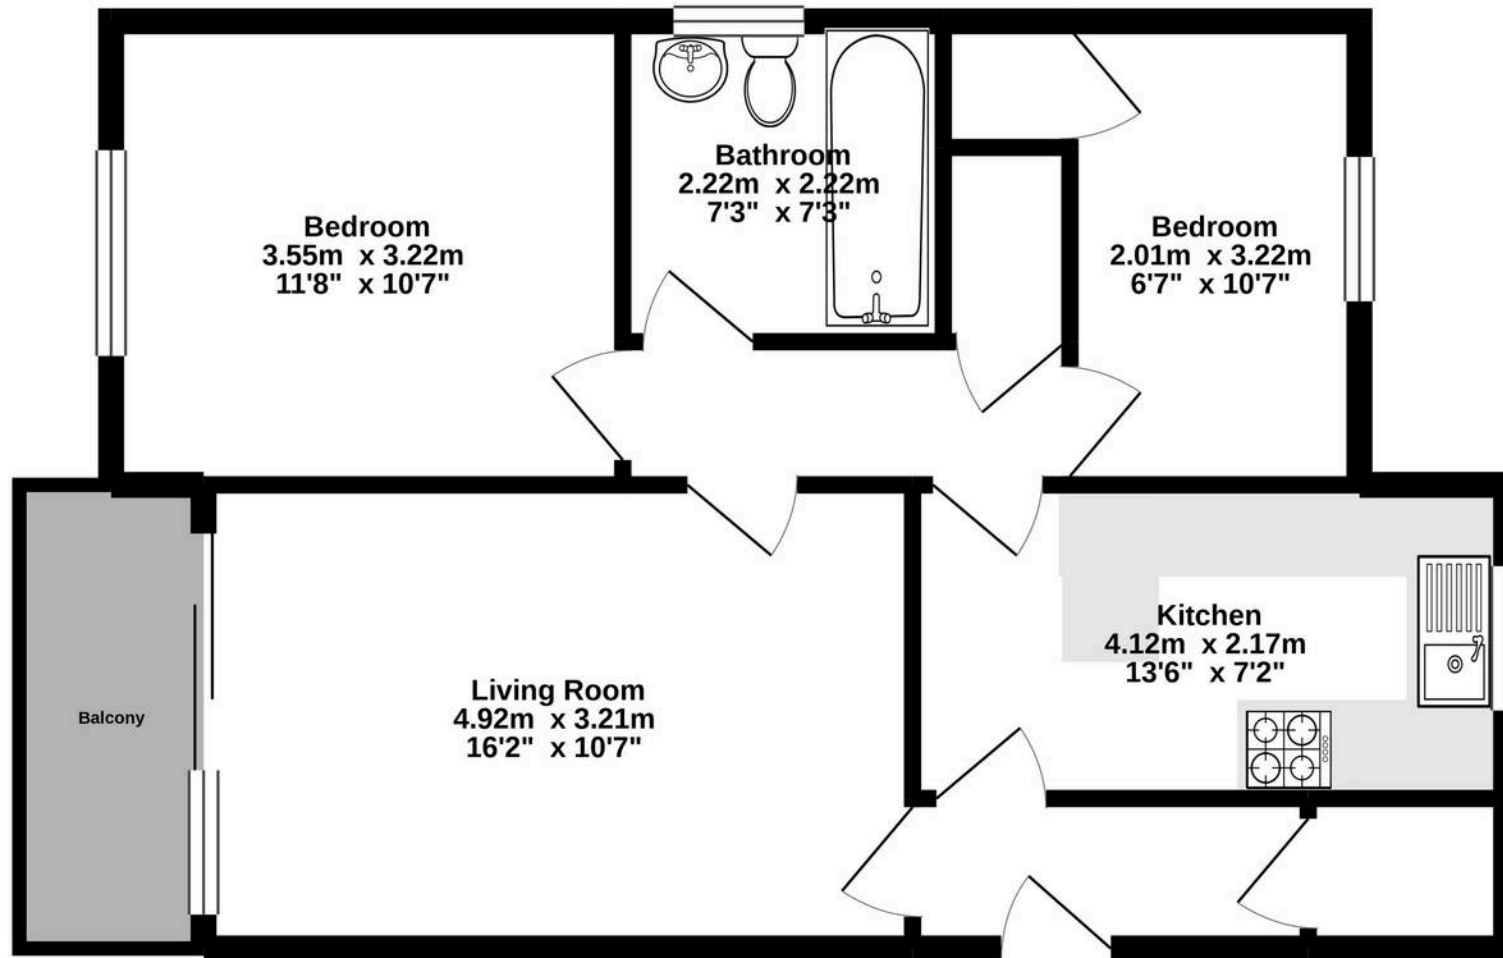 Bathroom
2.22m x 2.22m
7'3" x 7'3"
Bedroom
3.55m x 3.22m
11'8" x 10'7"
Bedroom
2.01m x 3.22m
6'7" x 10'7"
Kitchen
4.12m x 2.17m
13'6" x 7'2"
Living Room
4.92m x 3.21m
16'2" x 10'7"
Balcony